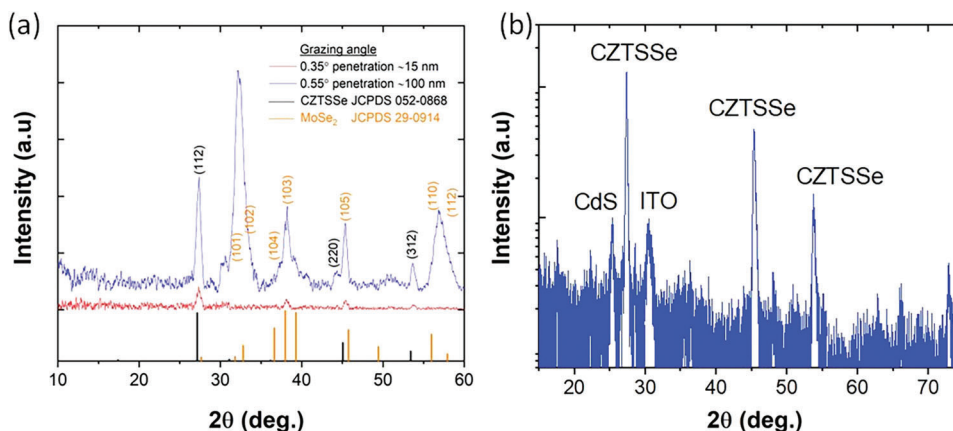 (a)
Intensity (a.u)
Grazing angle
0.35° penetration ~15 nm
0.55° penetration ~100 nm
CZTSSe JCPDS 052-0868
MoSe₂ JCPDS 29-0914
(112)
(101)
(102)
(104)
(103)
(220)
(105)
(312)
(110)
(112)
10 20 30 40 50 60
2θ (deg.)
(b)
Intensity (a.u)
CZTSSe
CZTSSe
CZTSSe
CdS
ITO
20 30 40 50 60 70
2θ (deg.)